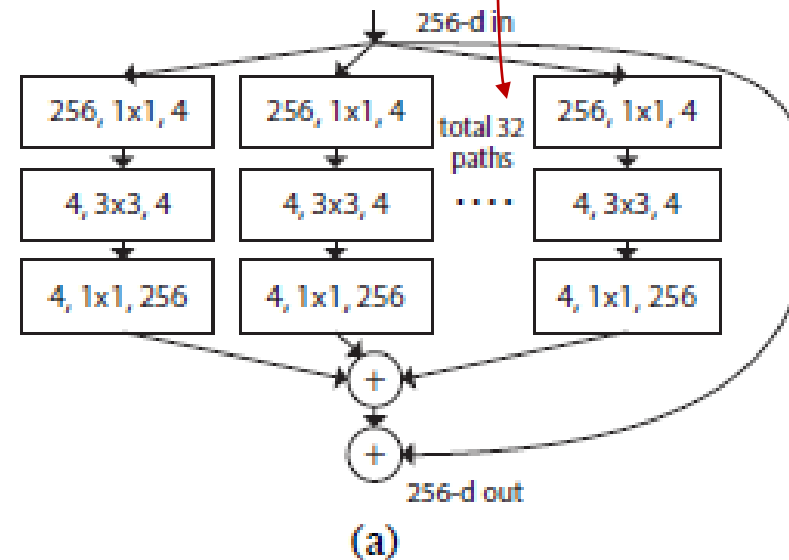 256-d in
256, 1x1, 4
256, 1x1, 4
total 32
paths
256, 1x1, 4
4, 3x3, 4
4, 3x3, 4
....
4, 3x3, 4
4, 1x1, 256
4, 1x1, 256
4, 1x1, 256
+
+
256-d out
(a)